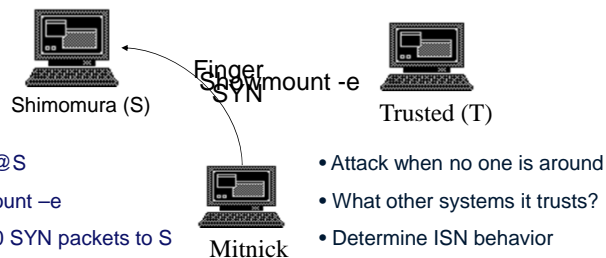 Finger
Showmount -e
SYN
Shimomura (S)
Trusted (T)
@S
unt –e
0 SYN packets to S
Mitnick
• Attack when no one is around
• What other systems it trusts?
• Determine ISN behavior